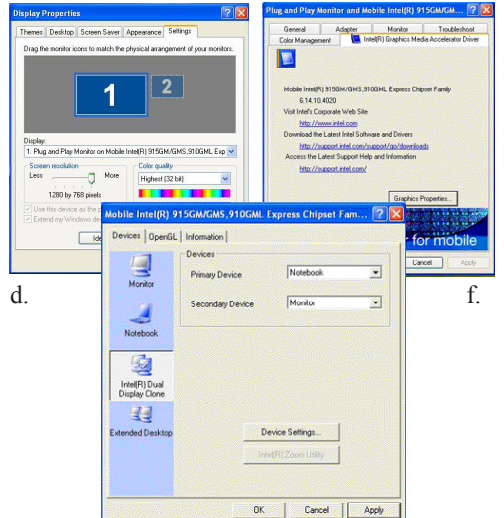 Display Properties
Themes Desktop Screen Saver Appearance Settings
Drag the monitor icons to match the physical arrangement of your monitors.
1
2
Display:
1. Plug and Play Monitor on Mobile Intel(R) 915GM/GMS,910GML Exp
Screen resolution
Less More
1280 by 768 pixels
Color quality
Highest (32 bit)
Use this device as the
Extend my Windows de
Ide
d.
Plug and Play Monitor and Mobile Intel(R) 915GM/GM...
General Adapter Monitor Troubleshoot
Color Management Intel(R) Graphics Media Accelerator Driver
Mobile Intel(R) 915GM/GMS,910GML Express Chipset Family
6.14.10.4020
Visit Intel's Corporate Web Site
http://www.intel.com
Download the Latest Intel Software and Drivers
http://support.intel.com/support/go/downloads
Access the Latest Support Help and Information
http://support.intel.com/
Graphics Properties...
for mobile
Cancel Apply
f.
Mobile Intel(R) 915GM/GMS,910GML Express Chipset Fam...
Devices OpenGL Information
Monitor
Notebook
Intel(R) Dual
Display Clone
Extended Desktop
Devices
Primary Device Notebook
Secondary Device Monitor
Device Settings...
Intel(R) Zoom Utility
OK Cancel Apply